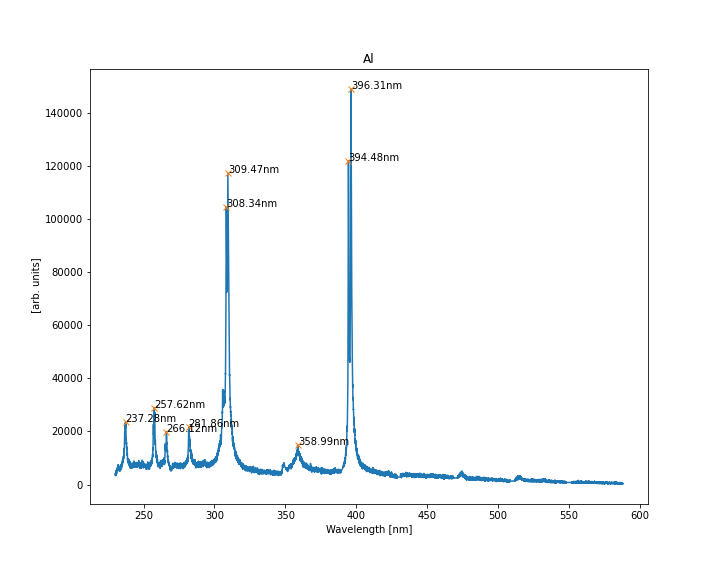 Al
396.31nm
394.48nm
309.47nm
308.34nm
257.62nm
237.28nm
281.86nm
266.12nm
358.99nm
140000
120000
100000
80000
60000
40000
20000
0
[arb. units]
250
300
350
400
450
500
550
600
Wavelength [nm]